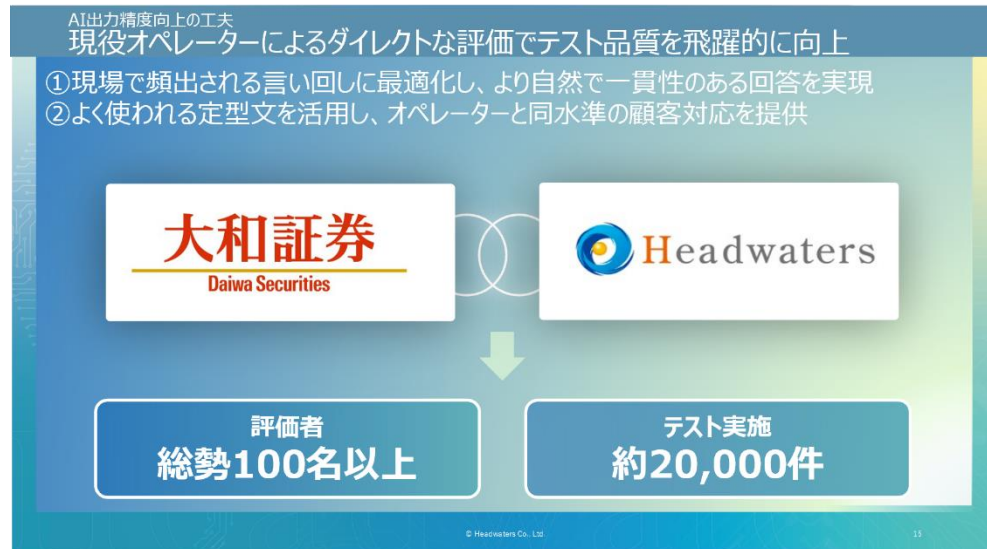 AI出力精度向上の工夫
現役オペレーターによるダイレクトな評価でテスト品質を飛躍的に向上
①現場で頻出される言い回しに最適化し、より自然で一貫性のある回答を実現
②よく使われる定型文を活用し、オペレーターと同水準の顧客対応を提供
大和証券
Daiwa Securities
Headwaters
評価者
総勢100名以上
テスト実施
約20,000件
© Headwaters Co., Ltd.
15